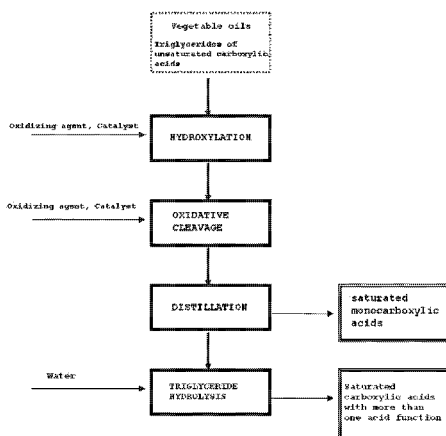 Vegetable oils
Triglycerides of
unsaturated carboxylic
acids
Oxidizing agent, Catalyst
HYDROXYLATION
Oxidizing agent, Catalyst
OXIDATIVE
CLEAVAGE
DISTILLATION
saturated
monocarboxylic
acids
Water
TRIGLYCERIDE
HYDROLYSIS
Saturated
carboxylic acids
with more than
one acid function